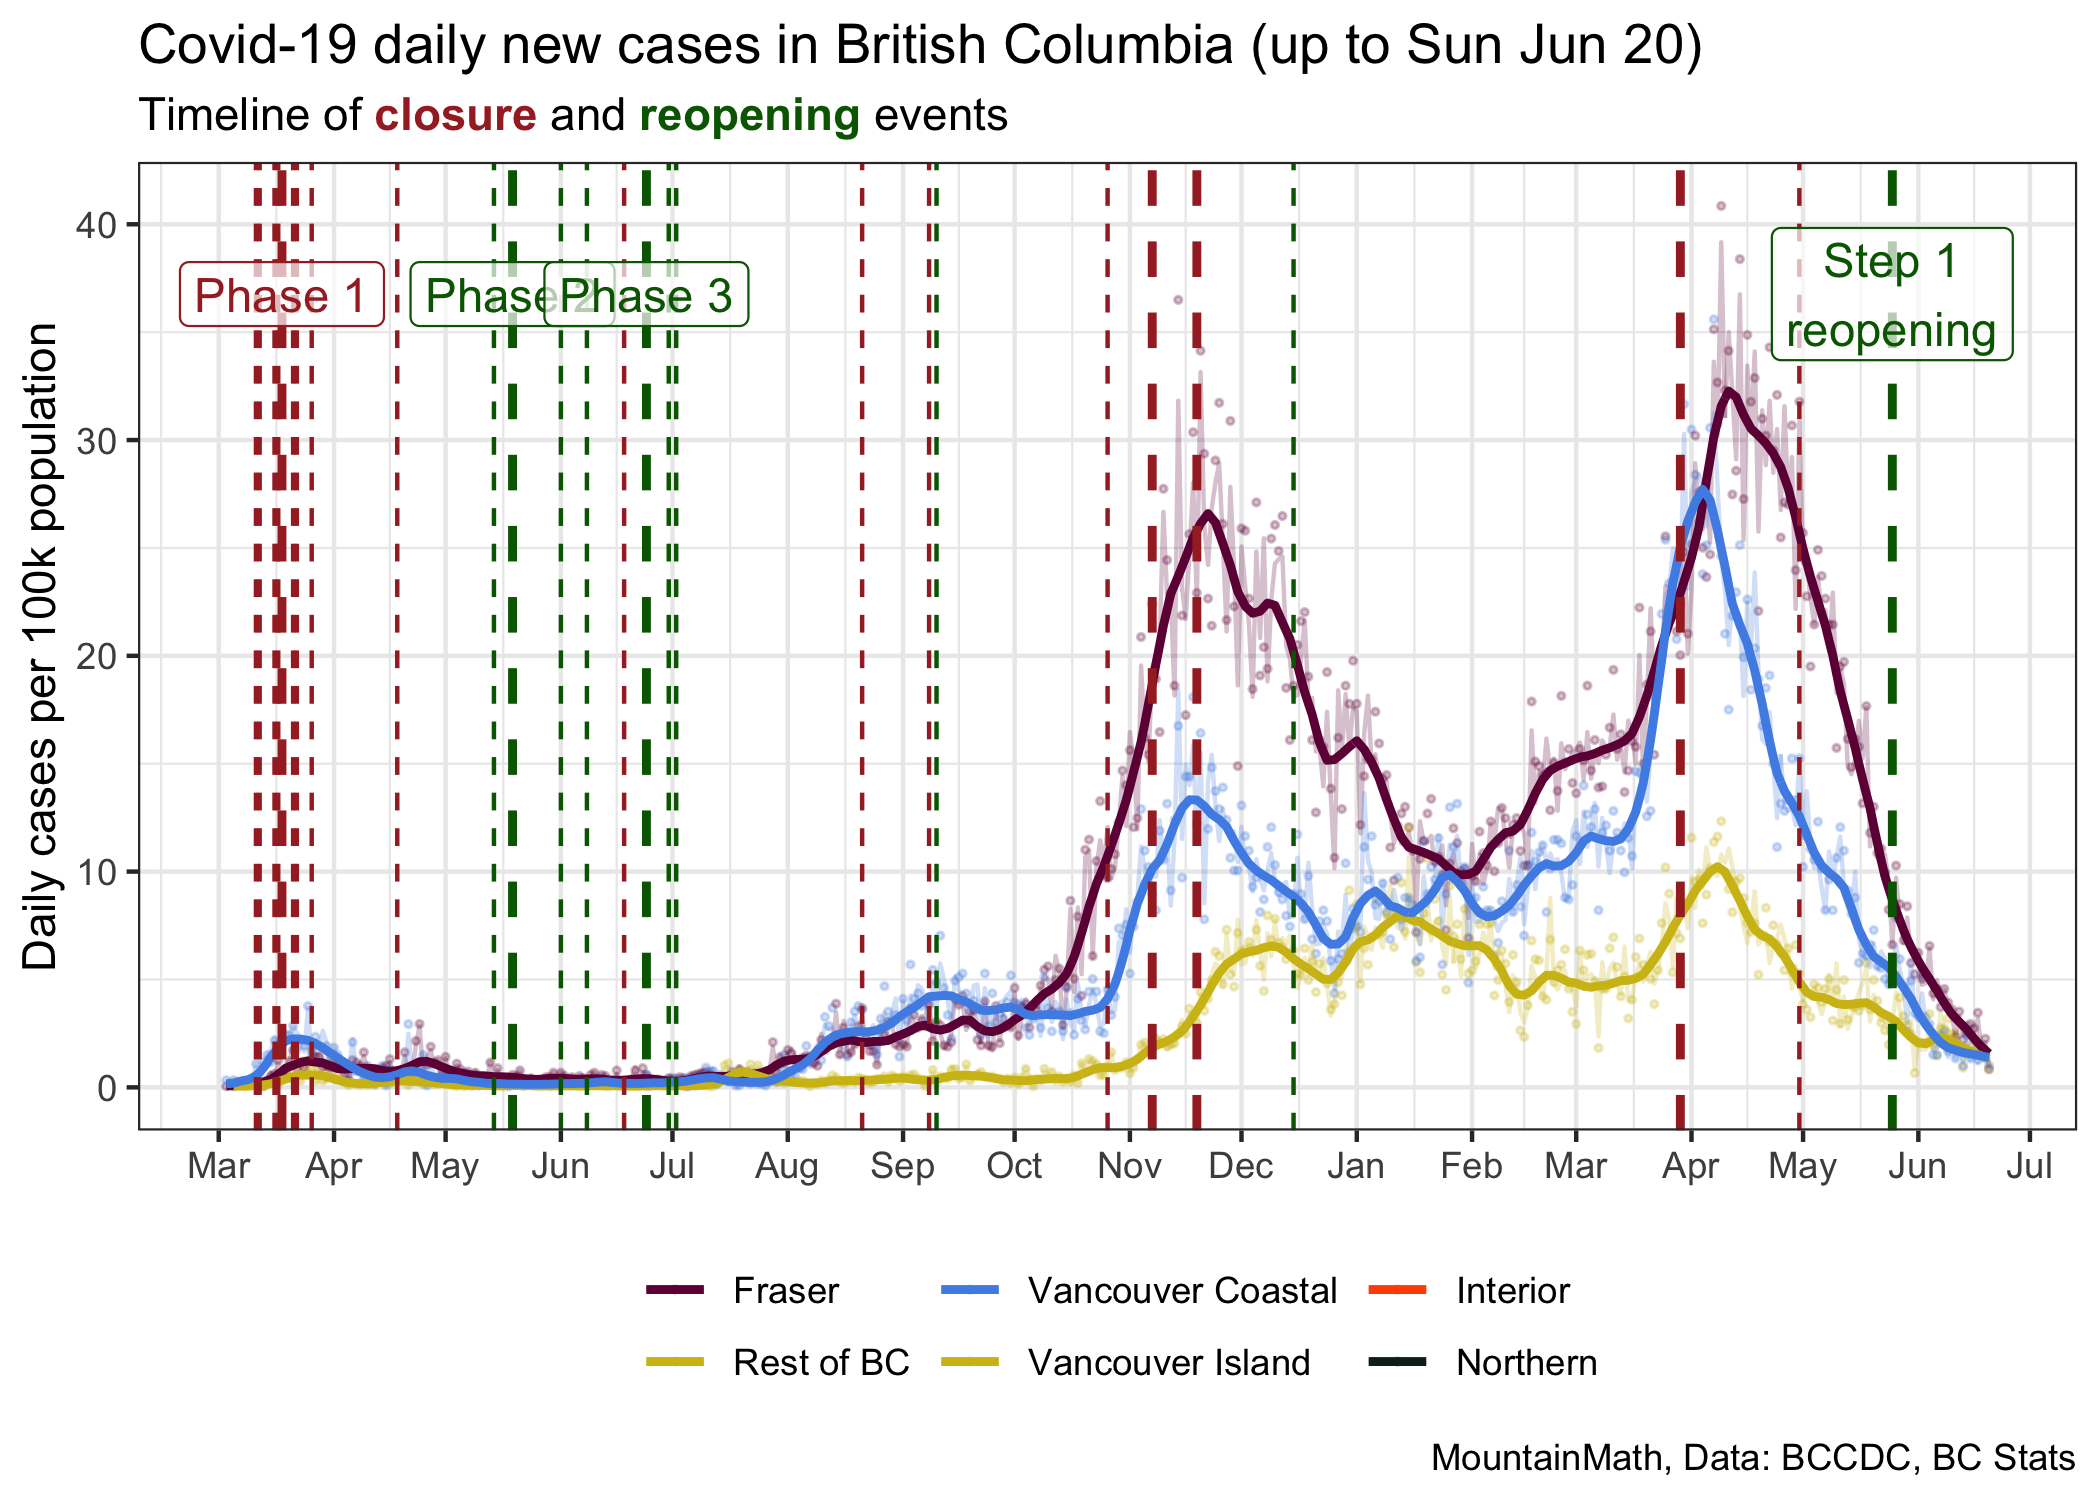 Covid-19 daily new cases in British Columbia (up to Sun Jun 20)
Timeline of closure and reopening events
Daily cases per 100k population
40
30
20
10
0
Phase 1
Phase 2
Phase 3
Step 1
reopening
Mar Apr May Jun Jul Aug Sep Oct Nov Dec Jan Feb Mar Apr May Jun Jul
Fraser Vancouver Coastal Interior
Rest of BC Vancouver Island Northern
MountainMath, Data: BCCDC, BC Stats